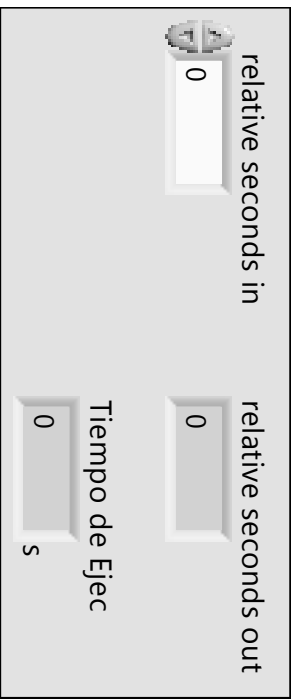 relative seconds in
0
relative seconds out
0
Tiempo de Ejec
0
s